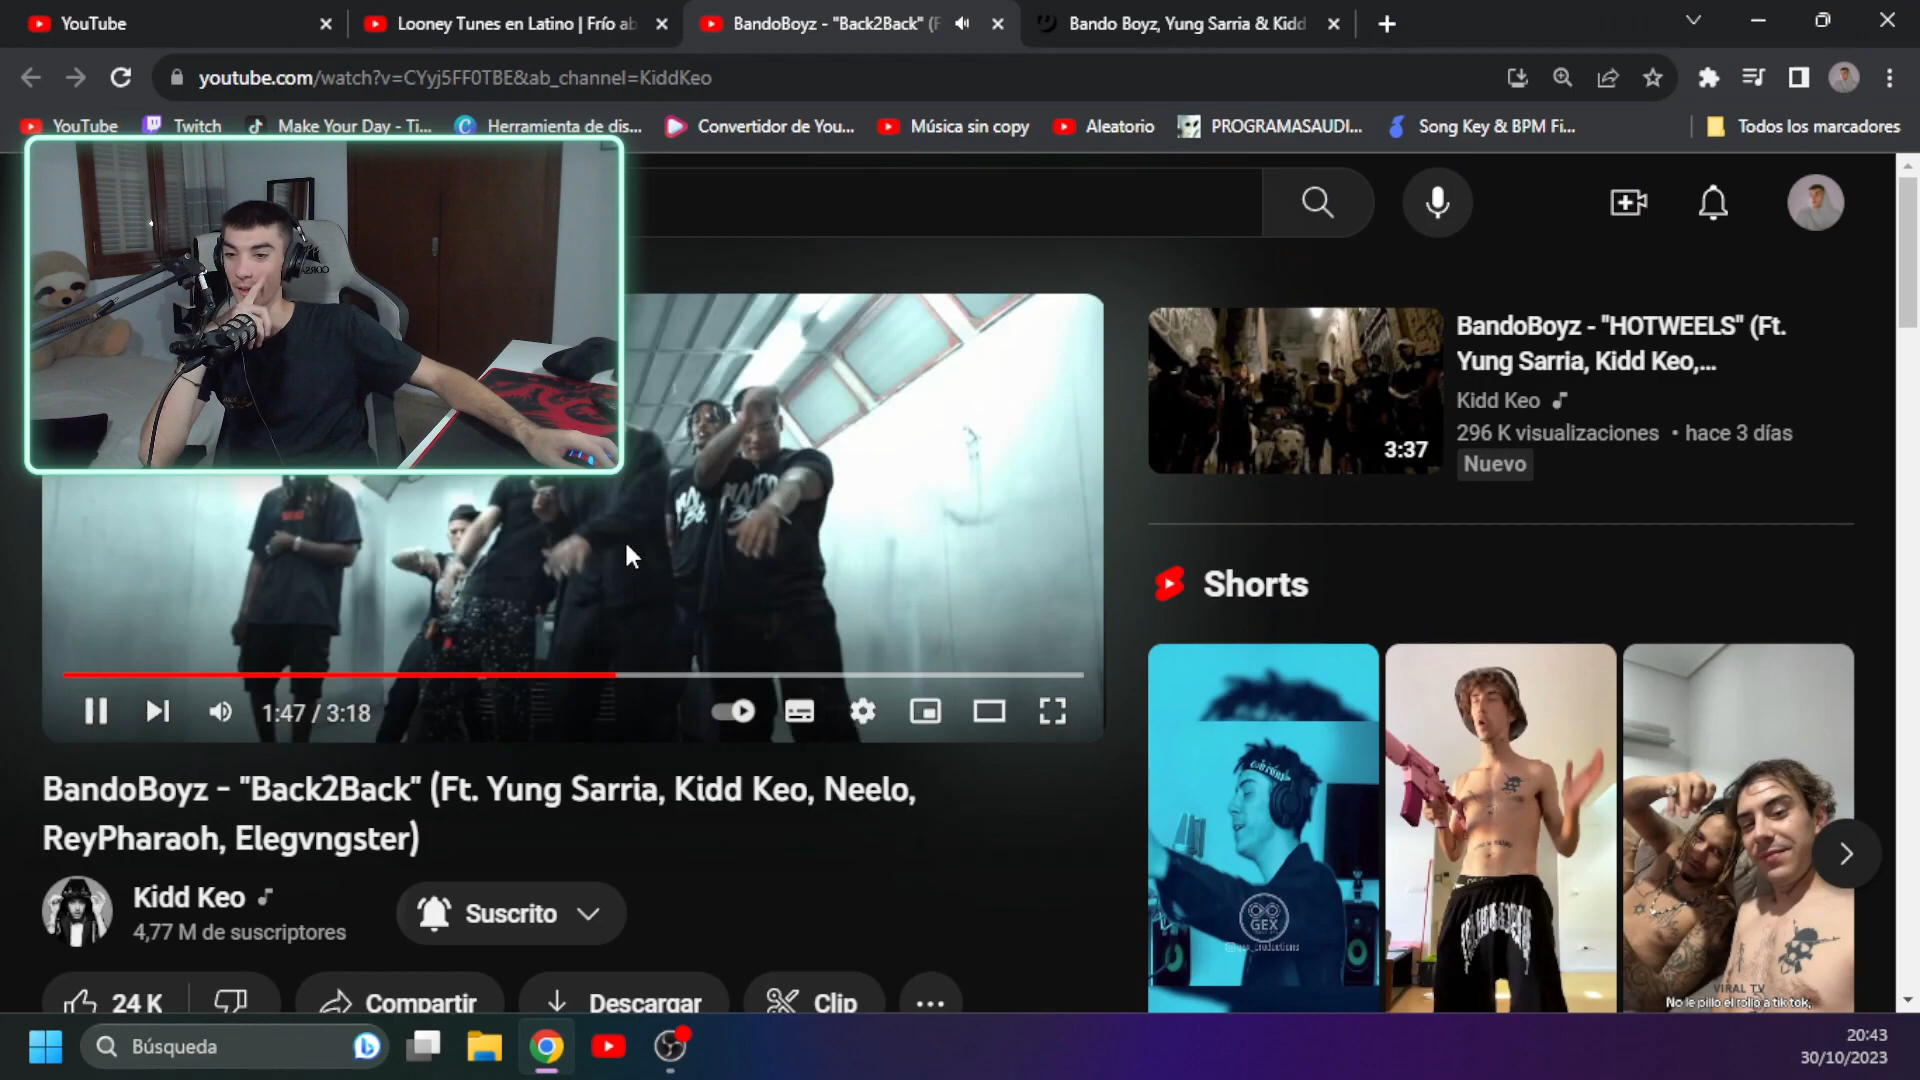 YouTube
Looney Tunes en Latino | Frío ab
BandoBoyz - "Back2Back" (F
Bando Boyz, Yung Sarria & Kidd
youtube.com/watch?v=CYyj5FF0TBE&ab_channel=KiddKeo
YouTube
Twitch
Make Your Day - Ti...
Herramienta de dis...
Convertidor de You...
Música sin copy
Aleatorio
PROGRAMASAUDI...
Song Key & BPM Fi...
Todos los marcadores
BandoBoyz - "HOTWEELS" (Ft.
Yung Sarria, Kidd Keo,...
Kidd Keo
296 K visualizaciones • hace 3 días
Nuevo
3:37
Shorts
1:47 / 3:18
BandoBoyz - "Back2Back" (Ft. Yung Sarria, Kidd Keo, Neelo,
ReyPharaoh, Elegvngster)
Kidd Keo
4,77 M de suscriptores
Suscrito
24 K
Compartir
Descargar
Clip
GEX
VIRAL TV
No le pillo el rollo a tik tok,
Búsqueda
20:43
30/10/2023